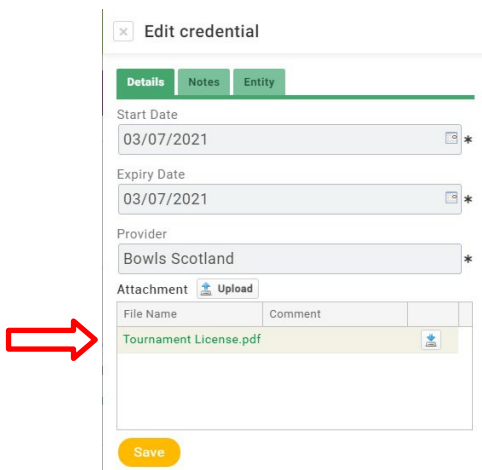 Edit credential
Details Notes Entity
Start Date
03/07/2021 *
Expiry Date
03/07/2021 *
Provider
Bowls Scotland *
Attachment Upload
File Name Comment
Tournament License.pdf
Save